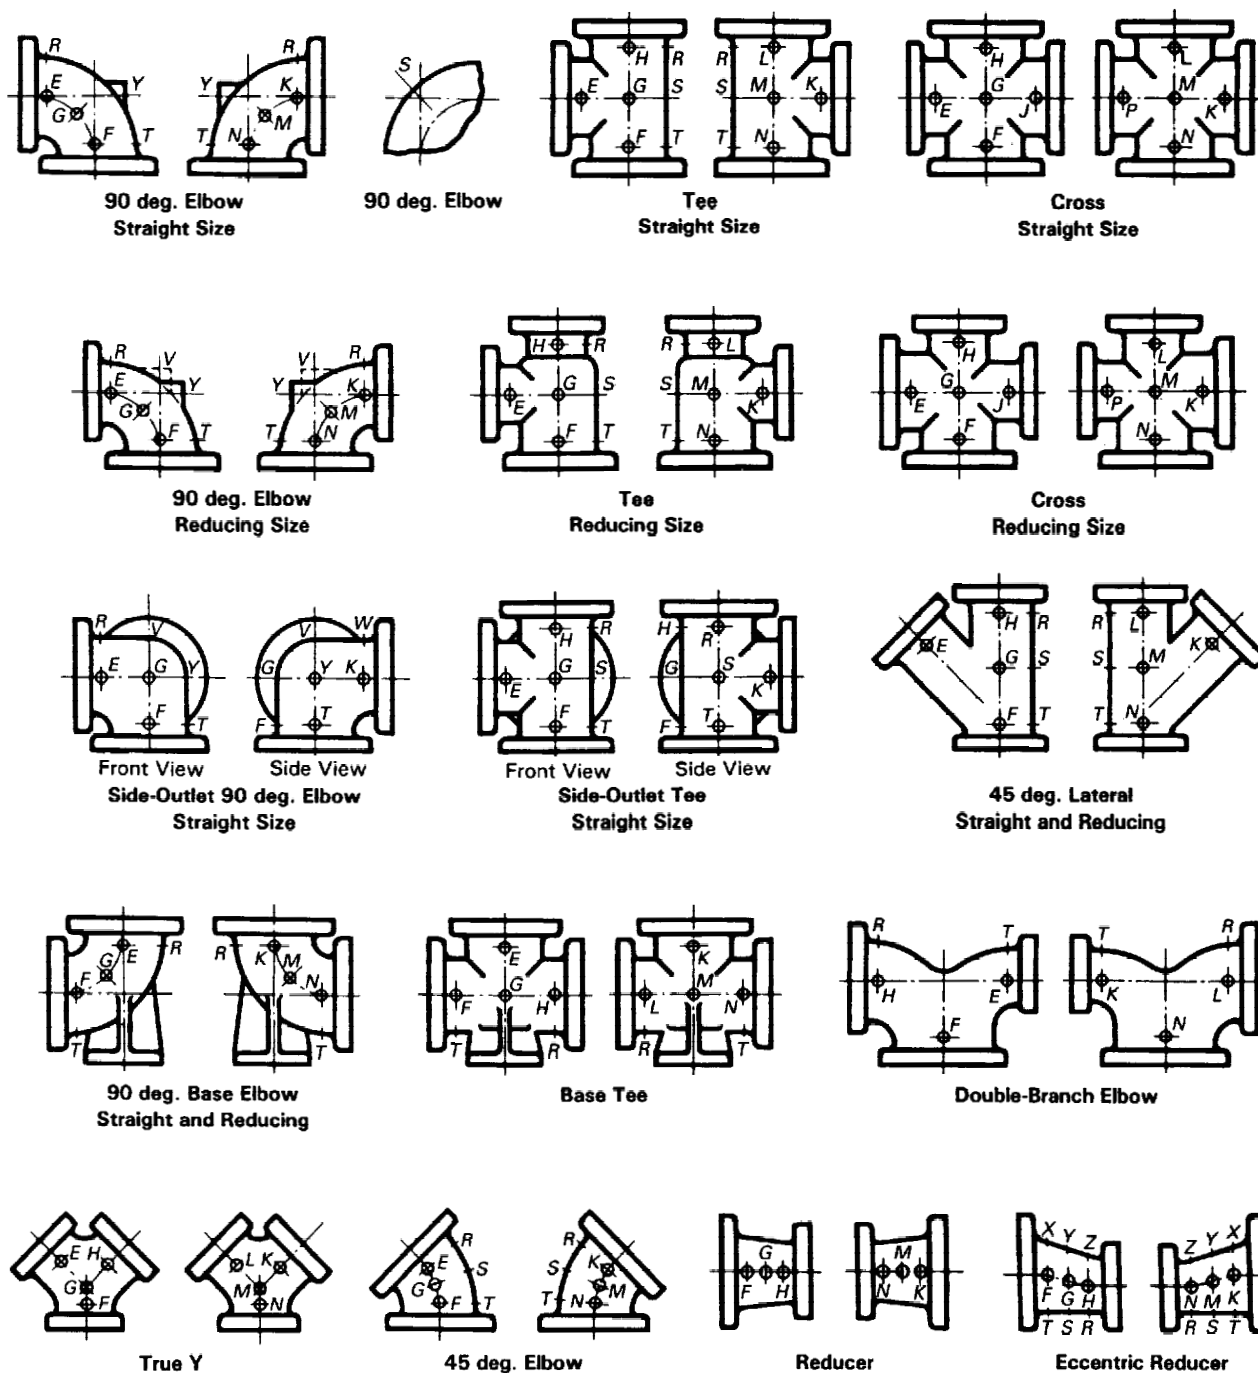 R
E
Y
G
F
T
R
Y
K
M
T
N
S
H
R
E
G
S
F
T
R
L
S
M
K
T
N
H
G
E
J
F
L
M
P
K
N
90 deg. Elbow
Straight Size
90 deg. Elbow
Tee
Straight Size
Cross
Straight Size
R
V
E
Y
G
F
T
V
R
Y
K
M
T
N
H
R
G
S
E
F
T
R
L
S
M
K
T
N
H
G
E
J
F
L
M
P
K
N
90 deg. Elbow
Reducing Size
Tee
Reducing Size
Cross
Reducing Size
R
V
E
G
Y
F
T
V
W
G
Y
K
F
T
H
R
G
S
E
F
T
H
R
G
S
K
F
T
E
H
R
G
S
F
T
R
L
K
S
M
T
N
Front View
Side View
Side-Outlet 90 deg. Elbow
Straight Size
Front View
Side View
Side-Outlet Tee
Straight Size
45 deg. Lateral
Straight and Reducing
E
R
G
F
T
R
K
M
N
T
E
G
F
H
T
R
K
M
L
N
R
T
R
T
H
E
F
T
R
K
L
N
90 deg. Base Elbow
Straight and Reducing
Base Tee
Double-Branch Elbow
E
H
G
F
L
K
M
N
R
E
S
G
F
T
R
K
S
M
T
N
G
F
H
M
N
K
X
Y
Z
F
G
H
T
S
R
Z
Y
X
N
M
K
R
S
T
True Y
45 deg. Elbow
Reducer
Eccentric Reducer